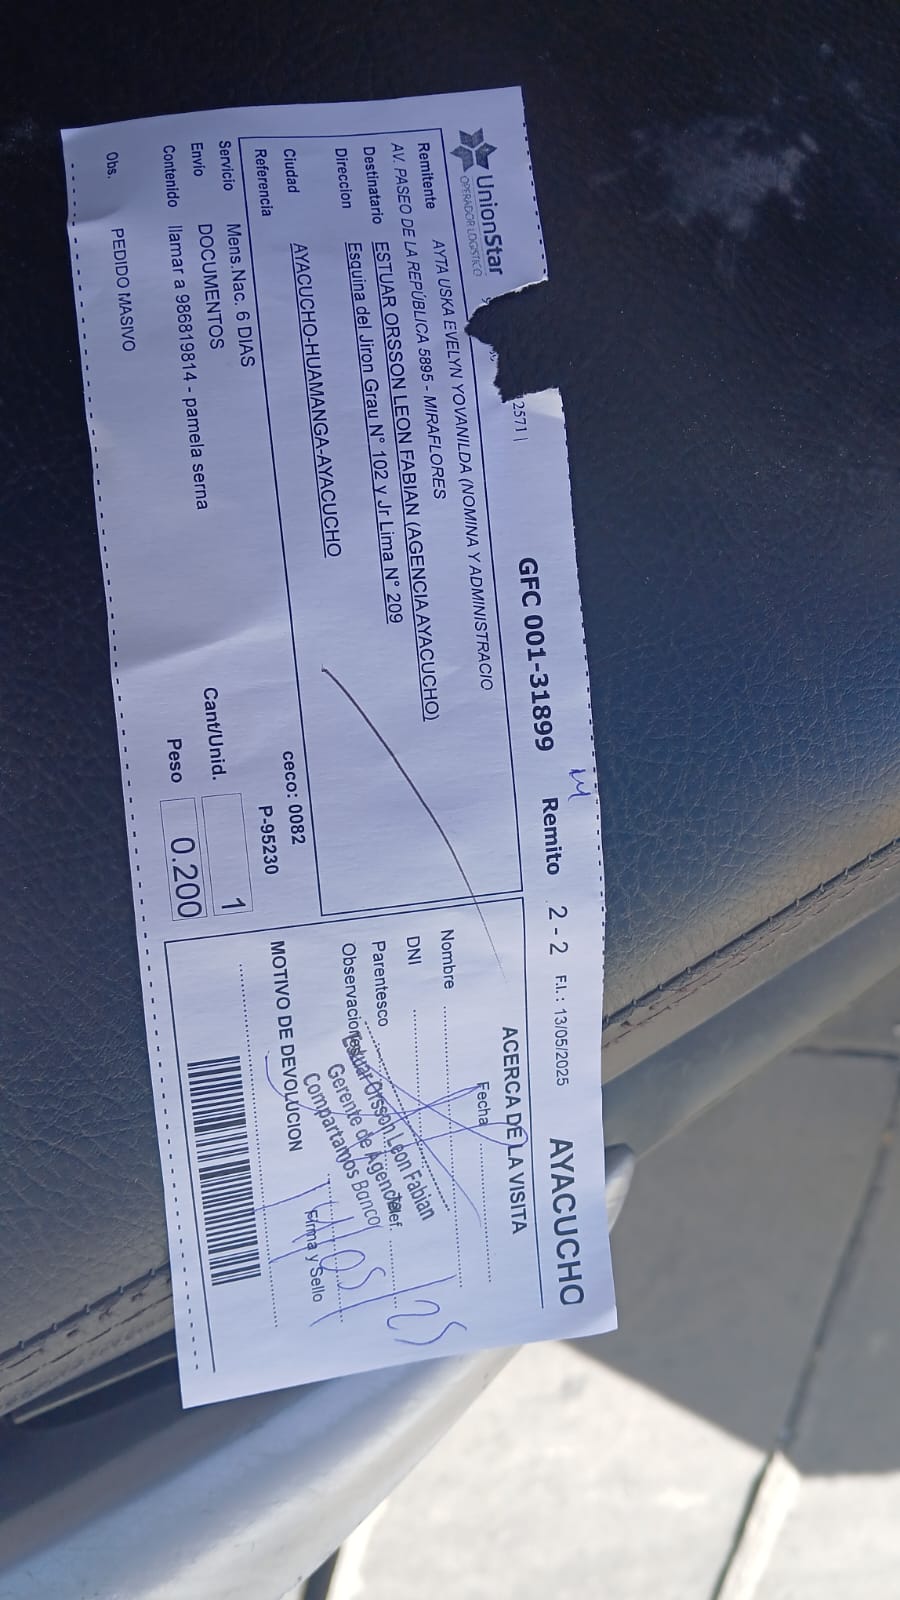 UnionStar
OPERADOR LOGISTICO
2571 |
GFC 001-31899 Remito 2 - 2 F.I.: 13/05/2025 AYACUCHO
Remitente AYTA USKA EVELYN YOVANILDA (NOMINA Y ADMINISTRACIO
AV. PASEO DE LA REPÚBLICA 5895 - MIRAFLORES
Destinatario ESTUAR ORSSON LEON FABIAN (AGENCIA AYACUCHO)
Direccion Esquina del Jiron Grau N° 102 y Jr Lima N° 209
Ciudad AYACUCHO-HUAMANGA-AYACUCHO
Referencia
ceco: 0082
P-95230
Servicio Mens.Nac. 6 DIAS
Envio DOCUMENTOS
Contenido llamar a 986819814 - pamela serna
Obs. PEDIDO MASIVO
Cant/Unid. 1
Peso 0.200
ACERCA DE LA VISITA
Fecha
Nombre
DNI
Parentesco
Telef.
Observaciones
Estuar Orsson Leon Fabian
Gerente de Agencia
Compartamos Banco
Firma y Sello
MOTIVO DE DEVOLUCION